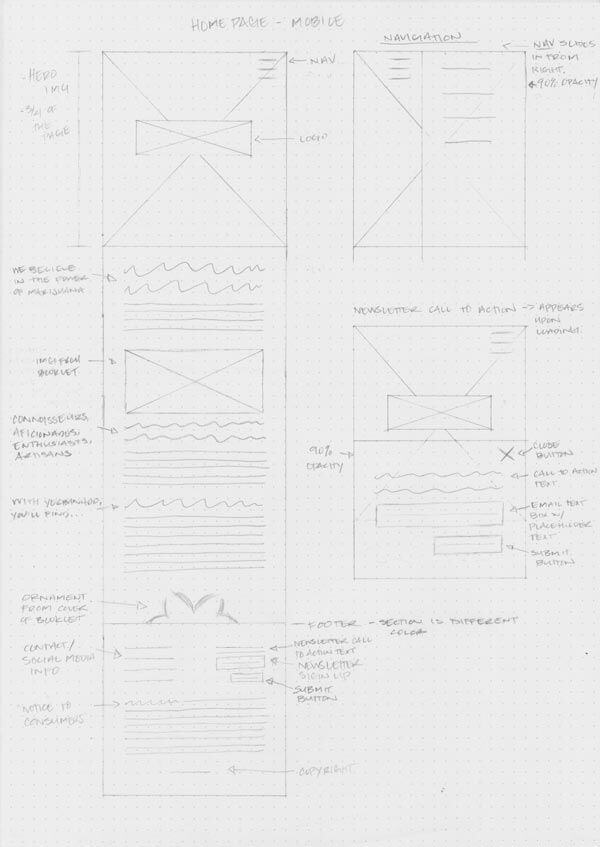 HOMEPAGE - MOBILE
NAVIGATION
NAV SLIDES
IN FROM
RIGHT.
90% OPACITY
- HERO
IMG
- 3/4 OF
THE
PAGE
NAV
LOGO
WE BELIEVE
IN THE POWER
OF MARIJUANA
IMG FROM
BOOKLET
CONNOISSEURS,
AFICIONADOS,
ENTHUSIASTS,
ARTISANS
WITH
YOU'LL FIND...
ORNAMENT
FROM COVER
OF BOOKLET
FOOTER - SECTION IS DIFFERENT
COLOR
CONTACT/
SOCIAL MEDIA
INFO
NEWSLETTER CALL
TO ACTION TEXT
NEWSLETTER
SIGN UP
SUBMIT
BUTTON
"NOTICE TO
CONSUMERS"
COPYRIGHT
NEWSLETTER CALL TO ACTION -> APPEARS
UPON
LOADING.
90%
OPACITY
CLOSE
BUTTON
CALL TO ACTION
TEXT
EMAIL TEXT
BOX W/
PLACEHOLDER
TEXT
SUBMIT
BUTTON